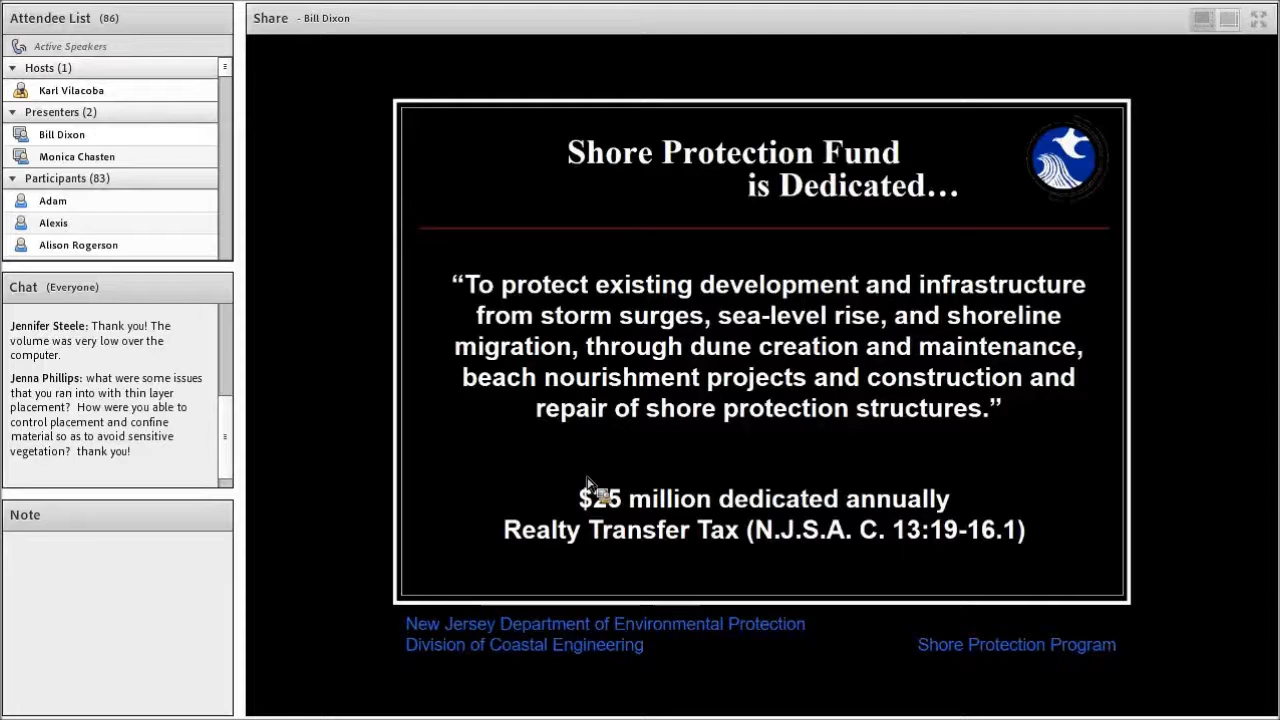 Attendee List (86)
Active Speakers
Hosts (1)
Karl Vilacoba
Presenters (2)
Bill Dixon
Monica Chasten
Participants (83)
Adam
Alexis
Alison Rogerson
Chat (Everyone)
Jennifer Steele: Thank you! The
volume was very low over the
computer.
Jenna Phillips: what were some issues
that you ran into with thin layer
placement? How were you able to
control placement and confine
material so as to avoid sensitive
vegetation? thank you!
Note
Share - Bill Dixon
Shore Protection Fund
is Dedicated...
“To protect existing development and infrastructure
from storm surges, sea-level rise, and shoreline
migration, through dune creation and maintenance,
beach nourishment projects and construction and
repair of shore protection structures.”
$25 million dedicated annually
Realty Transfer Tax (N.J.S.A. C. 13:19-16.1)
New Jersey Department of Environmental Protection
Division of Coastal Engineering
Shore Protection Program